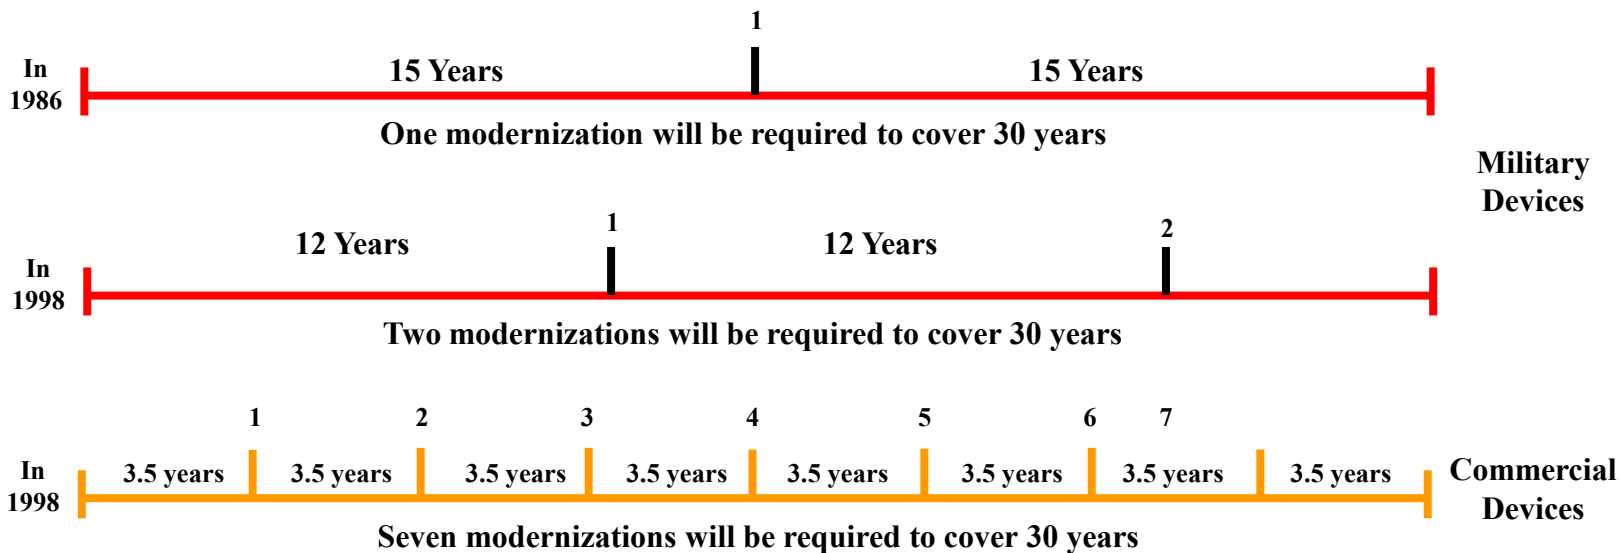 1
In
1986
15 Years
15 Years
One modernization will be required to cover 30 years
Military
Devices
1
2
12 Years
12 Years
In
1998
Two modernizations will be required to cover 30 years
1
2
3
4
5
6
7
In
1998
3.5 years
3.5 years
3.5 years
3.5 years
3.5 years
3.5 years
3.5 years
3.5 years
Commercial
Devices
Seven modernizations will be required to cover 30 years